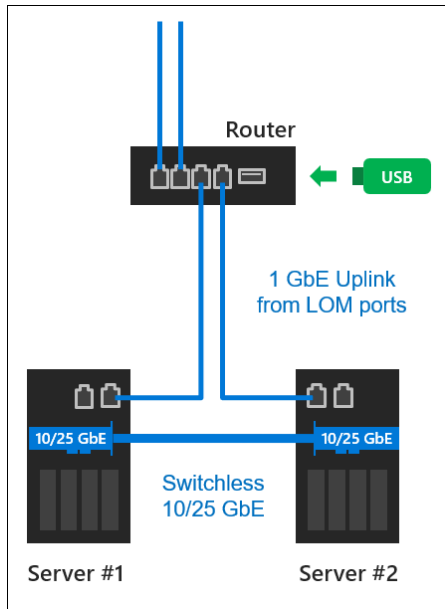 Router
USB
1 GbE Uplink
from LOM ports
10/25 GbE
10/25 GbE
Switchless
10/25 GbE
Server #1
Server #2